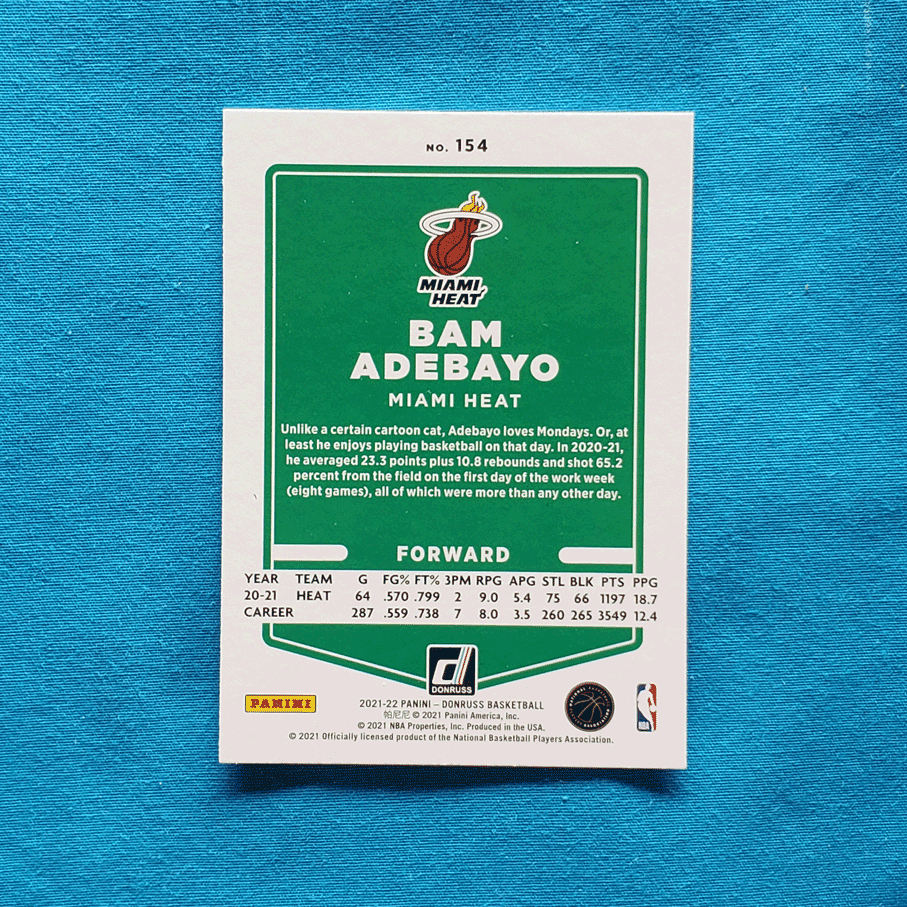 NO. 154
MIAMI
HEAT
BAM
ADEBAYO
MIAMI HEAT
Unlike a certain cartoon cat, Adebayo loves Mondays. Or, at
least he enjoys playing basketball on that day. In 2020-21,
he averaged 23.3 points plus 10.8 rebounds and shot 65.2
percent from the field on the first day of the work week
(eight games), all of which were more than any other day.
FORWARD
YEAR TEAM G FG% FT% 3PM RPG APG STL BLK PTS PPG
20-21 HEAT 64 .570 .799 2 9.0 5.4 75 66 1197 18.7
CAREER 287 .559 .738 7 8.0 3.5 260 265 3549 12.4
d
DONRUSS
PANINI
2021-22 PANINI – DONRUSS BASKETBALL
帕尼尼 © 2021 Panini America, Inc.
© 2021 NBA Properties, Inc. Produced in the USA.
© 2021 Officially licensed product of the National Basketball Players Association.
NATIONAL BASKETBALL PLAYERS ASSOCIATION
NBA